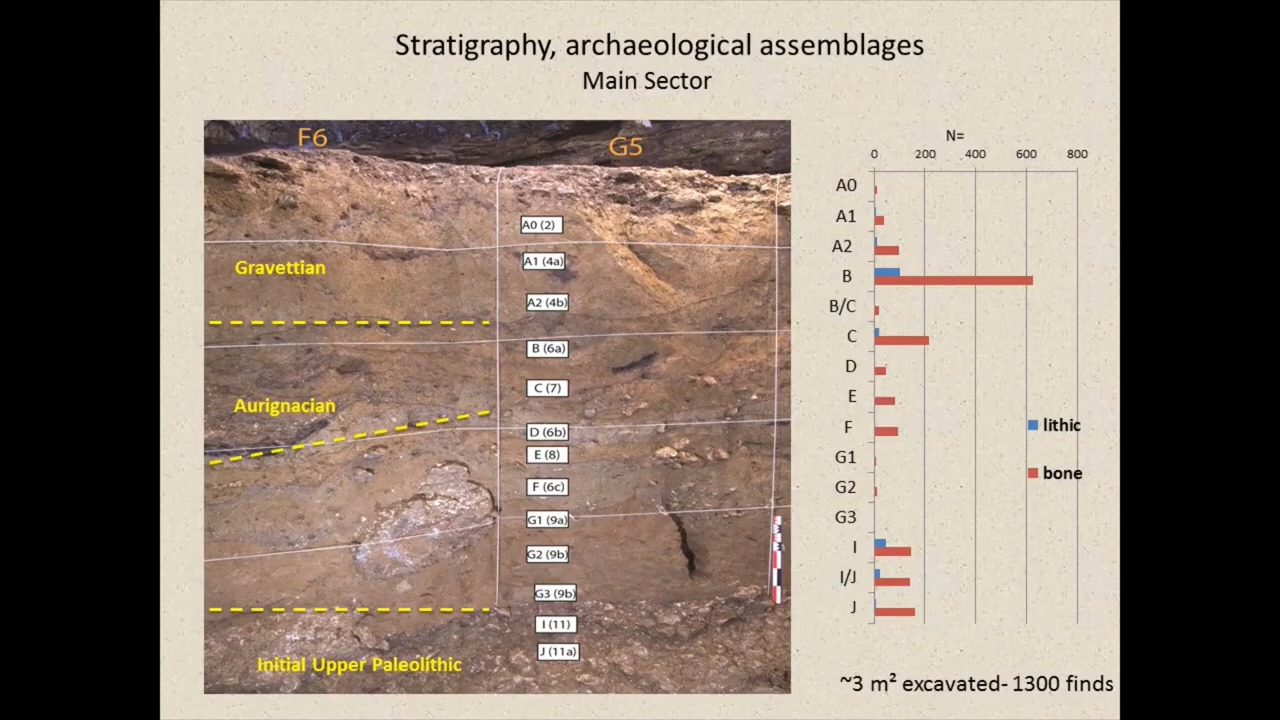 Stratigraphy, archaeological assemblages
Main Sector
F6
G5
A0 (2)
Gravettian
A1 (4a)
A2 (4b)
B (6a)
C (7)
Aurignacian
D (6b)
E (8)
F (6c)
G1 (9a)
G2 (9b)
G3 (9b)
I (11)
J (11a)
Initial Upper Paleolithic
N=
0 200 400 600 800
A0
A1
A2
B
B/C
C
D
E
F
G1
G2
G3
I
I/J
J
lithic
bone
~3 m² excavated- 1300 finds